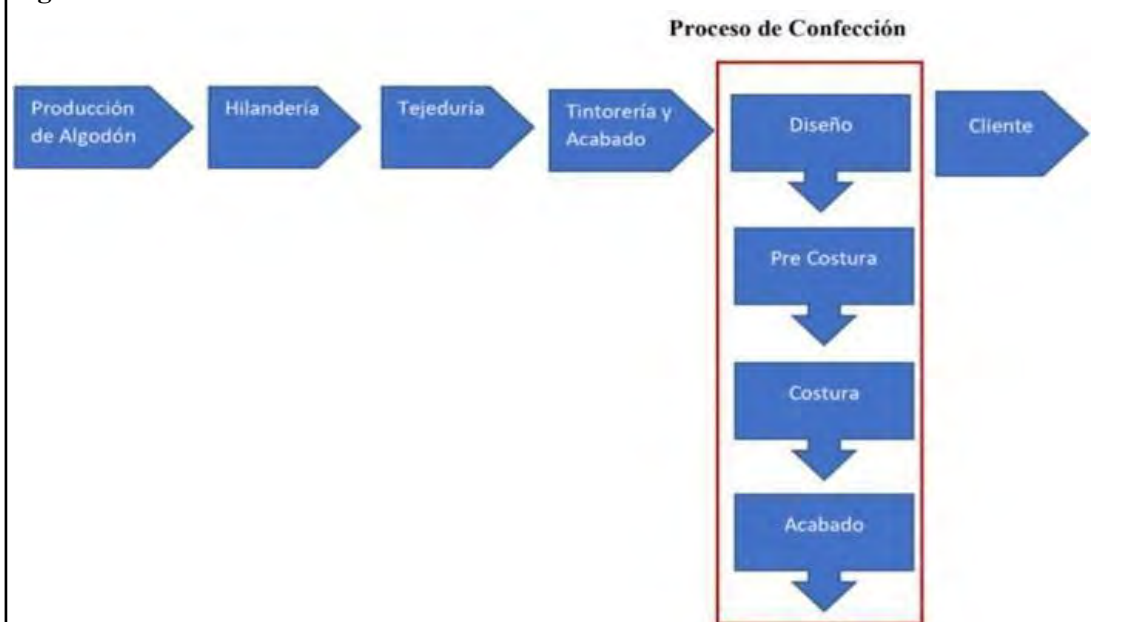 Proceso de Confección
Producción
de Algodón
Hilandería
Tejeduría
Tintorería y
Acabado
Diseño
Cliente
Pre Costura
Costura
Acabado